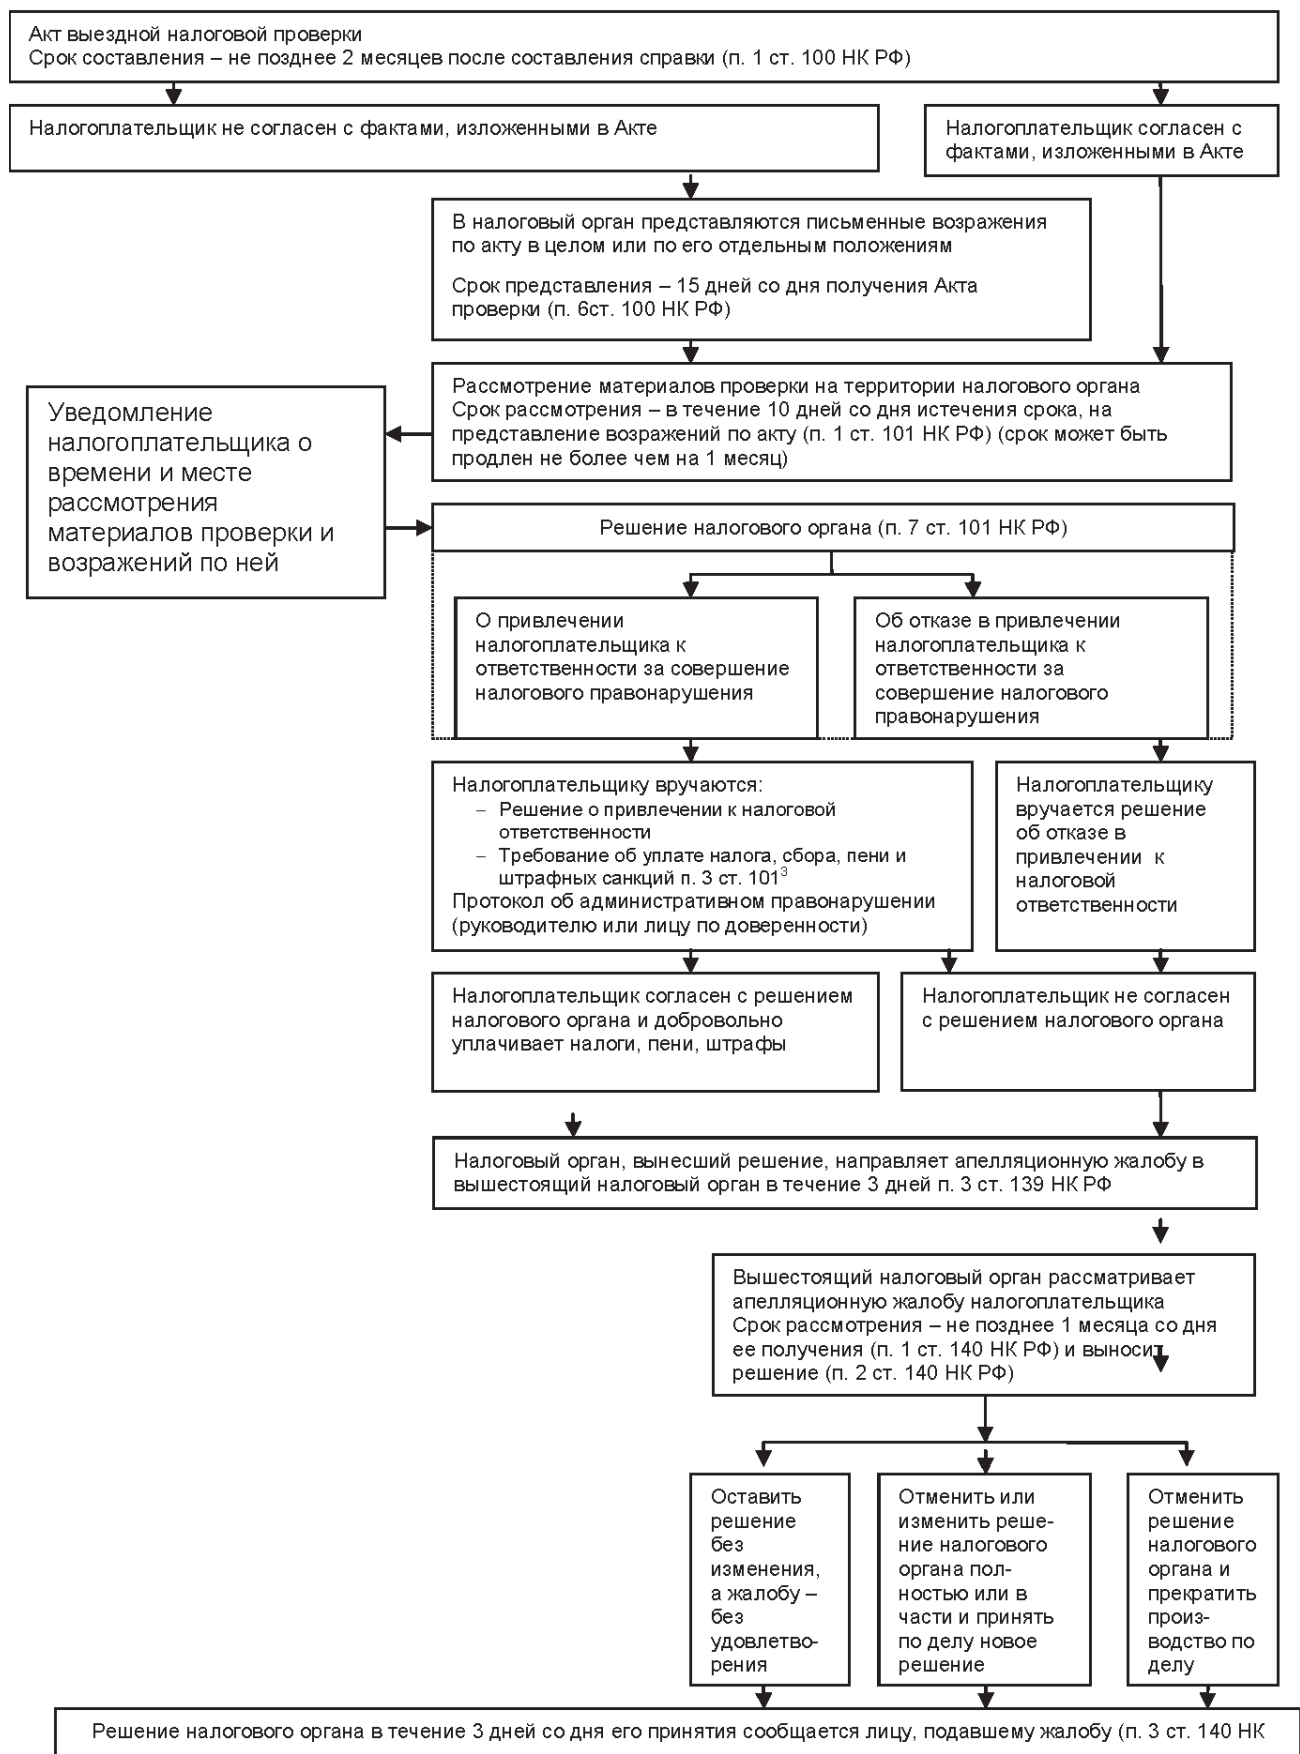 Акт выездной налоговой проверки
Срок составления – не позднее 2 месяцев после составления справки (п. 1 ст. 100 НК РФ)
Налогоплательщик не согласен с фактами, изложенными в Акте
Налогоплательщик согласен с
фактами, изложенными в Акте
В налоговый орган представляются письменные возражения
по акту в целом или по его отдельным положениям
Срок представления – 15 дней со дня получения Акта
проверки (п. 6ст. 100 НК РФ)
Рассмотрение материалов проверки на территории налогового органа
Срок рассмотрения – в течение 10 дней со дня истечения срока, на
представление возражений по акту (п. 1 ст. 101 НК РФ) (срок может быть
продлен не более чем на 1 месяц)
Уведомление
налогоплательщика о
времени и месте
рассмотрения
материалов проверки и
возражений по ней
Решение налогового органа (п. 7 ст. 101 НК РФ)
О привлечении
налогоплательщика к
ответственности за совершение
налогового правонарушения
Об отказе в привлечении
налогоплательщика к
ответственности за
совершение налогового
правонарушения
Налогоплательщику вручаются:
– Решение о привлечении к налоговой
ответственности
– Требование об уплате налога, сбора, пени и
штрафных санкций п. 3 ст. 101³
Протокол об административном правонарушении
(руководителю или лицу по доверенности)
Налогоплательщику
вручается решение
об отказе в
привлечении к
налоговой
ответственности
Налогоплательщик согласен с решением
налогового органа и добровольно
уплачивает налоги, пени, штрафы
Налогоплательщик не согласен
с решением налогового органа
Налоговый орган, вынесший решение, направляет апелляционную жалобу в
вышестоящий налоговый орган в течение 3 дней п. 3 ст. 139 НК РФ
Вышестоящий налоговый орган рассматривает
апелляционную жалобу налогоплательщика
Срок рассмотрения – не позднее 1 месяца со дня
ее получения (п. 1 ст. 140 НК РФ) и выносит
решение (п. 2 ст. 140 НК РФ)
Оставить
решение
без
изменения,
а жалобу –
без
удовлетво-
рения
Отменить или
изменить реше-
ние налогового
органа пол-
ностью или в
части и принять
по делу новое
решение
Отменить
решение
налогового
органа и
прекратить
произ-
водство по
делу
Решение налогового органа в течение 3 дней со дня его принятия сообщается лицу, подавшему жалобу (п. 3 ст. 140 НК